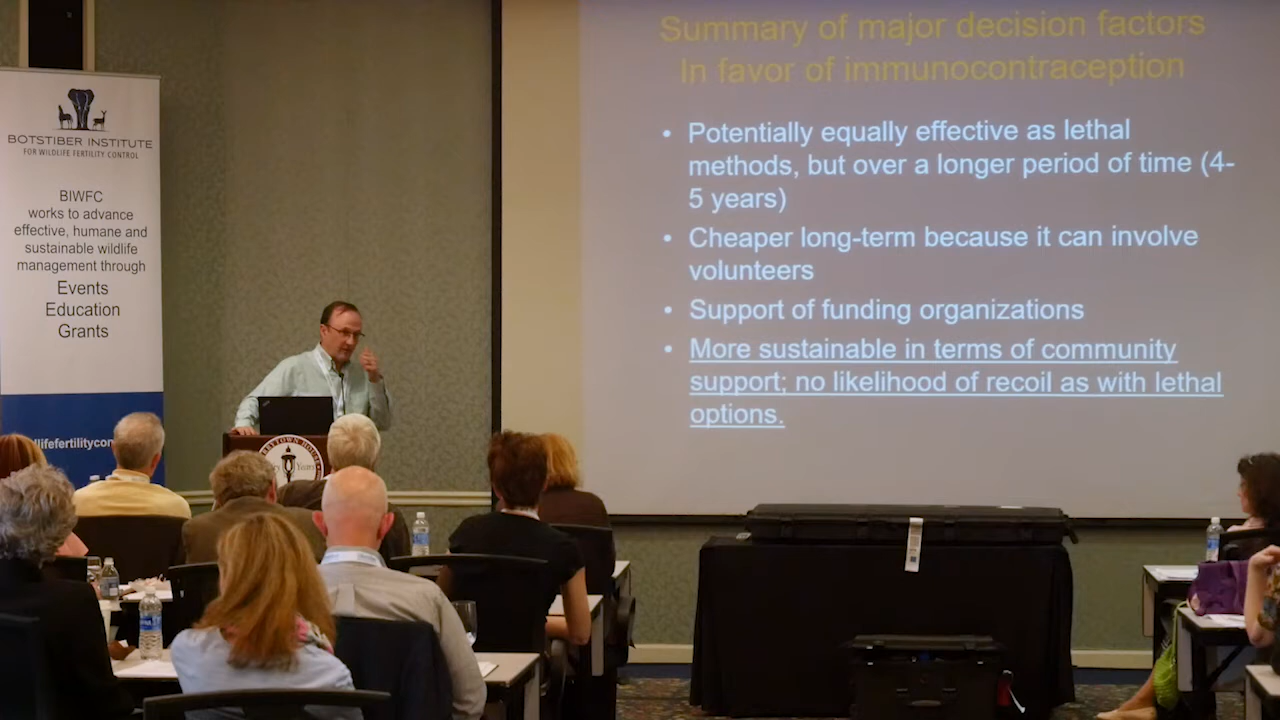 BOTSTIBER INSTITUTE
FOR WILDLIFE FERTILITY CONTROL
BIWFC
works to advance
effective, humane and
sustainable wildlife
management through
Events
Education
Grants
Summary of major decision factors
In favor of immunocontraception
• Potentially equally effective as lethal
methods, but over a longer period of time (4-
5 years)
• Cheaper long-term because it can involve
volunteers
• Support of funding organizations
• More sustainable in terms of community
support; no likelihood of recoil as with lethal
options.